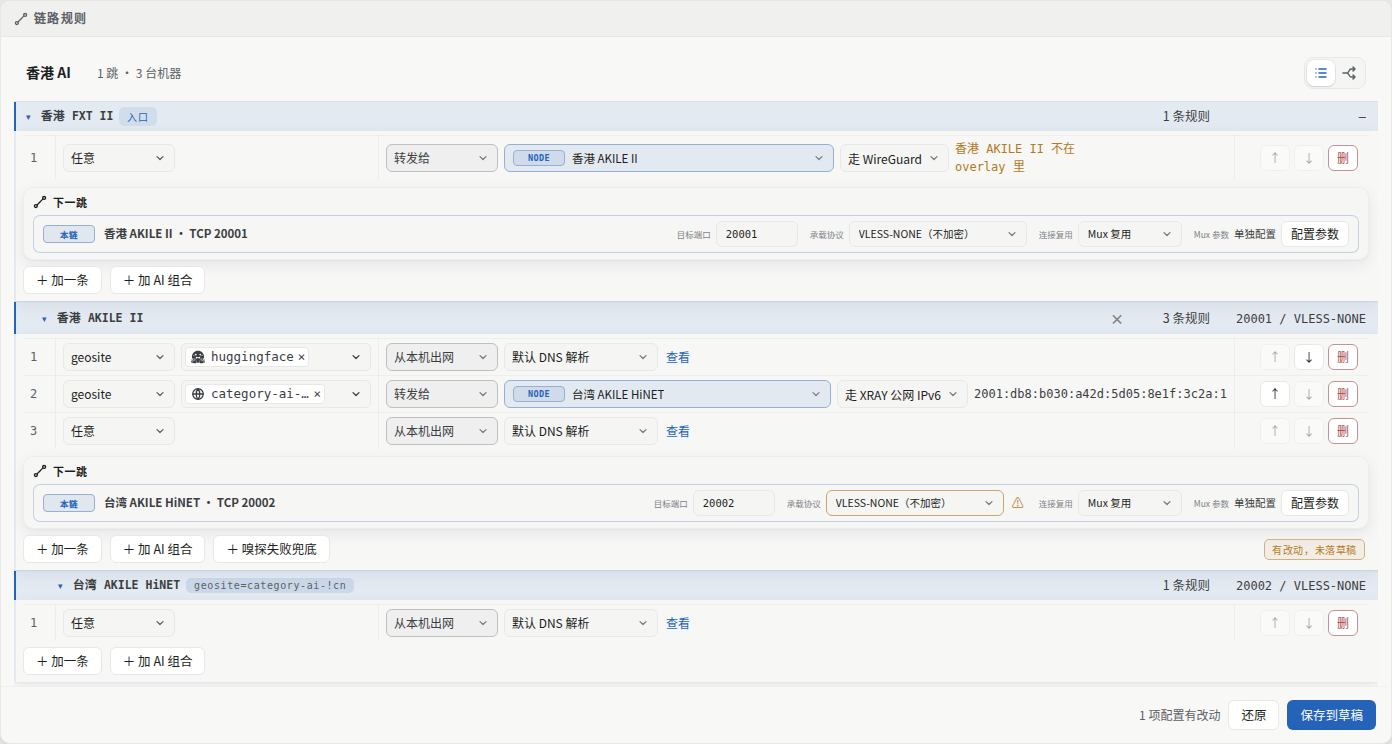 链路规则
香港 AI 1 跳 • 3 台机器
香港 FXT II 入口 1 条规则 –
1 任意 转发给 NODE 香港 AKILE II 走 WireGuard 香港 AKILE II 不在
overlay 里 ↑ ↓ 删
下一跳
本链 香港 AKILE II • TCP 20001 目标端口 20001 承载协议 VLESS-NONE（不加密） 连接复用 Mux 复用 Mux 参数 单独配置 配置参数
＋ 加一条 ＋ 加 AI 组合
香港 AKILE II × 3 条规则 20001 / VLESS-NONE
1 geosite huggingface × 从本机出网 默认 DNS 解析 查看 ↑ ↓ 删
2 geosite category-ai-… × 转发给 NODE 台湾 AKILE HiNET 走 XRAY 公网 IPv6 2001:db8:b030:a42d:5d05:8e1f:3c2a:1 ↑ ↓ 删
3 任意 从本机出网 默认 DNS 解析 查看 ↑ ↓ 删
下一跳
本链 台湾 AKILE HiNET • TCP 20002 目标端口 20002 承载协议 VLESS-NONE（不加密） 连接复用 Mux 复用 Mux 参数 单独配置 配置参数
＋ 加一条 ＋ 加 AI 组合 ＋ 嗅探失败兜底 有改动，未落草稿
台湾 AKILE HiNET geosite=category-ai-!cn 1 条规则 20002 / VLESS-NONE
1 任意 从本机出网 默认 DNS 解析 查看 ↑ ↓ 删
＋ 加一条 ＋ 加 AI 组合
1 项配置有改动 还原 保存到草稿